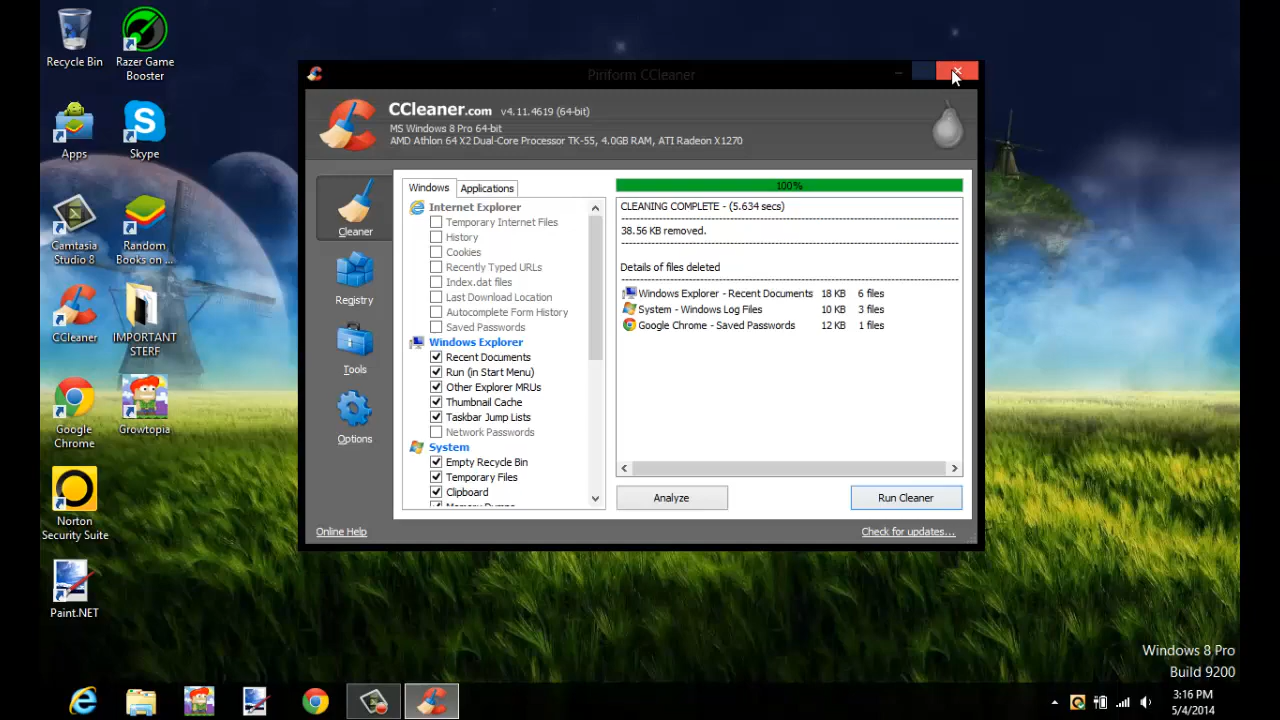 Recycle Bin
Razer Game
Booster
Apps
Skype
Camtasia
Studio 8
Random
Books on ...
CCleaner
IMPORTANT
STERF
Google
Chrome
Growtopia
Norton
Security Suite
Paint.NET
Piriform CCleaner
CCleaner.com v4.11.4619 (64-bit)
MS Windows 8 Pro 64-bit
AMD Athlon 64 X2 Dual-Core Processor TK-55, 4.0GB RAM, ATI Radeon X1270
Cleaner
Registry
Tools
Options
Windows Applications
Internet Explorer
Temporary Internet Files
History
Cookies
Recently Typed URLs
Index.dat files
Last Download Location
Autocomplete Form History
Saved Passwords
Windows Explorer
Recent Documents
Run (in Start Menu)
Other Explorer MRUs
Thumbnail Cache
Taskbar Jump Lists
Network Passwords
System
Empty Recycle Bin
Temporary Files
Clipboard
Memory Dumps
100%
CLEANING COMPLETE - (5.634 secs)
38.56 KB removed.
Details of files deleted
Windows Explorer - Recent Documents 18 KB 6 files
System - Windows Log Files 10 KB 3 files
Google Chrome - Saved Passwords 12 KB 1 files
Analyze
Run Cleaner
Online Help
Check for updates...
Windows 8 Pro
Build 9200
3:16 PM
5/4/2014